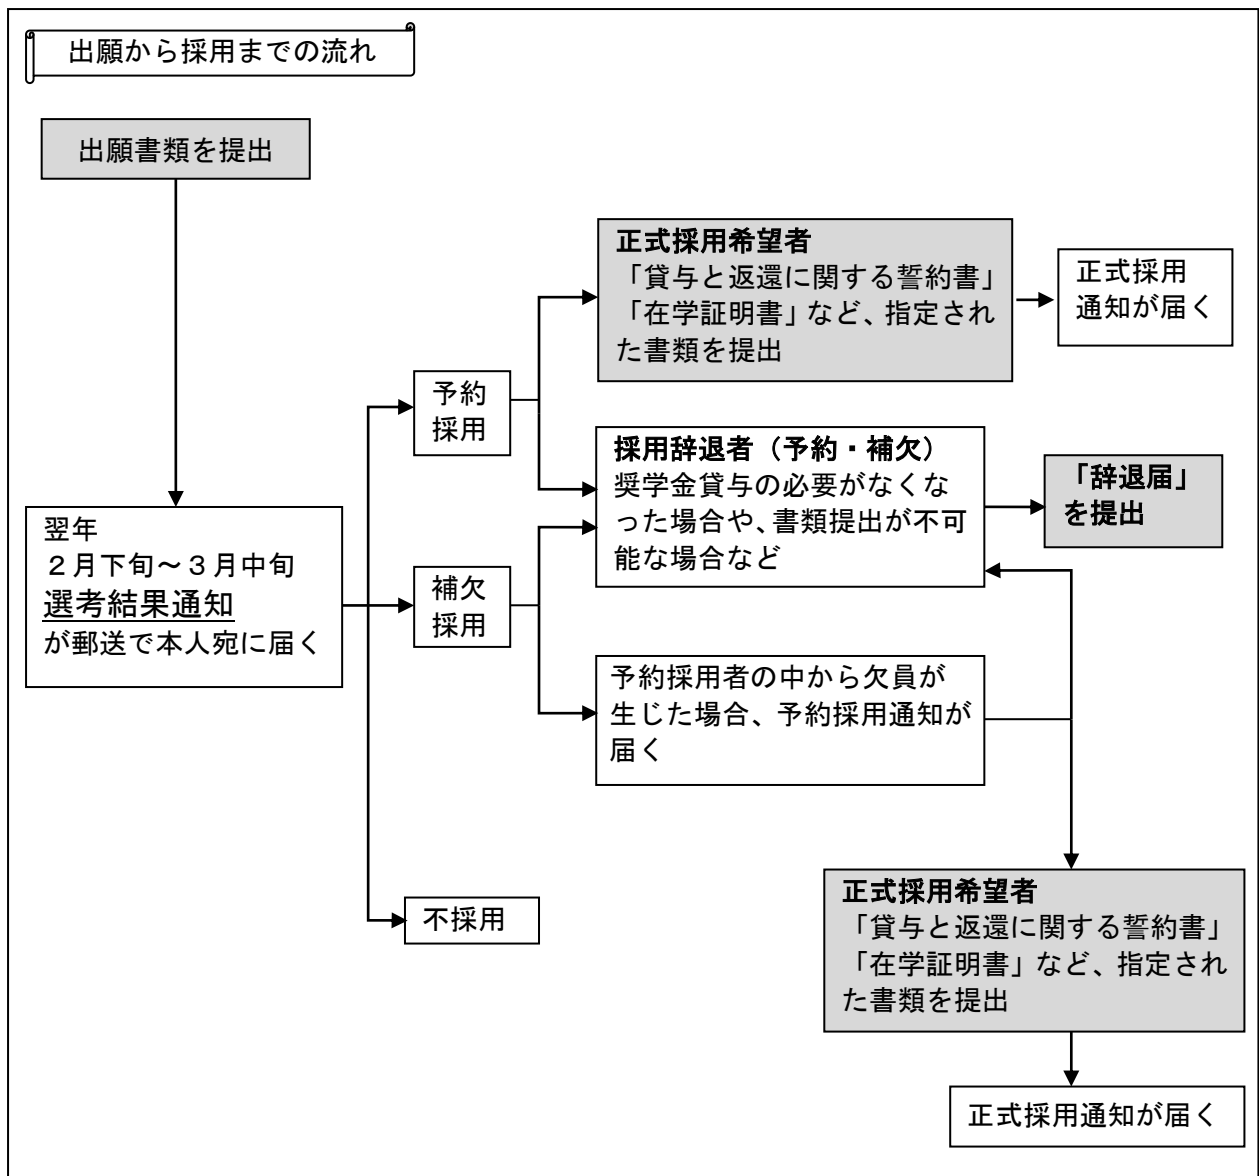 出願から採用までの流れ
出願書類を提出
翌年
２月下旬～３月中旬
選考結果通知
が郵送で本人宛に届く
予約
採用
補欠
採用
不採用
正式採用希望者
「貸与と返還に関する誓約書」
「在学証明書」など、指定され
た書類を提出
正式採用
通知が届く
採用辞退者（予約・補欠）
奨学金貸与の必要がなくな
った場合や、書類提出が不可
能な場合など
「辞退届」
を提出
予約採用者の中から欠員が
生じた場合、予約採用通知が
届く
正式採用希望者
「貸与と返還に関する誓約書」
「在学証明書」など、指定され
た書類を提出
正式採用通知が届く